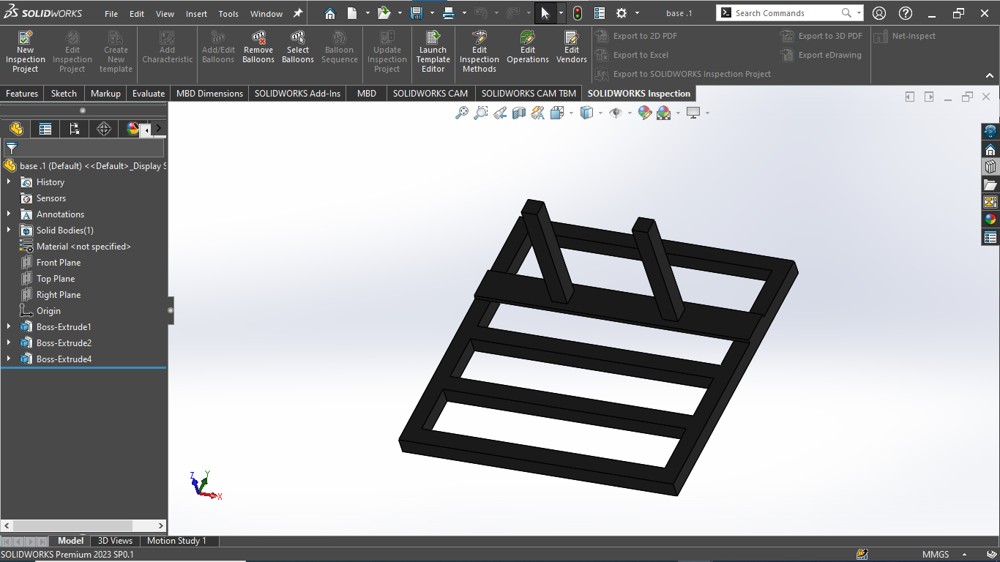 SOLIDWORKS File Edit View Insert Tools Window base .1 Search Commands
New Inspection Project
Edit Inspection Project
Create New template
Add Characteristic
Add/Edit Balloons
Remove Balloons
Select Balloons
Balloon Sequence
Update Inspection Project
Launch Template Editor
Edit Inspection Methods
Edit Operations
Edit Vendors
Export to 2D PDF
Export to Excel
Export to SOLIDWORKS Inspection Project
Export to 3D PDF
Export eDrawing
Net-Inspect
Features Sketch Markup Evaluate MBD Dimensions SOLIDWORKS Add-Ins MBD SOLIDWORKS CAM SOLIDWORKS CAM TBM SOLIDWORKS Inspection
base .1 (Default) <<Default>_Display S
History
Sensors
A Annotations
Solid Bodies(1)
Material <not specified>
Front Plane
Top Plane
Right Plane
Origin
Boss-Extrude1
Boss-Extrude2
Boss-Extrude4
Z Y
X
Model 3D Views Motion Study 1
SOLIDWORKS Premium 2023 SP0.1 MMGS